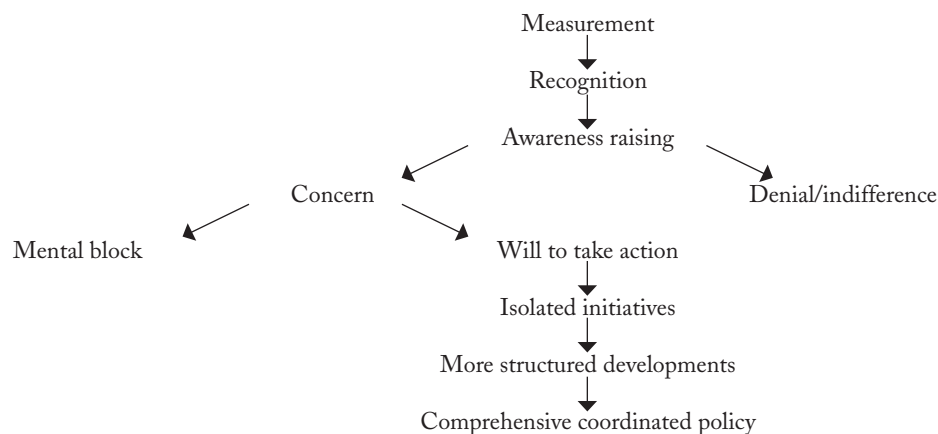 Measurement
Recognition
Awareness raising
Concern
Denial/indifference
Mental block
Will to take action
Isolated initiatives
More structured developments
Comprehensive coordinated policy